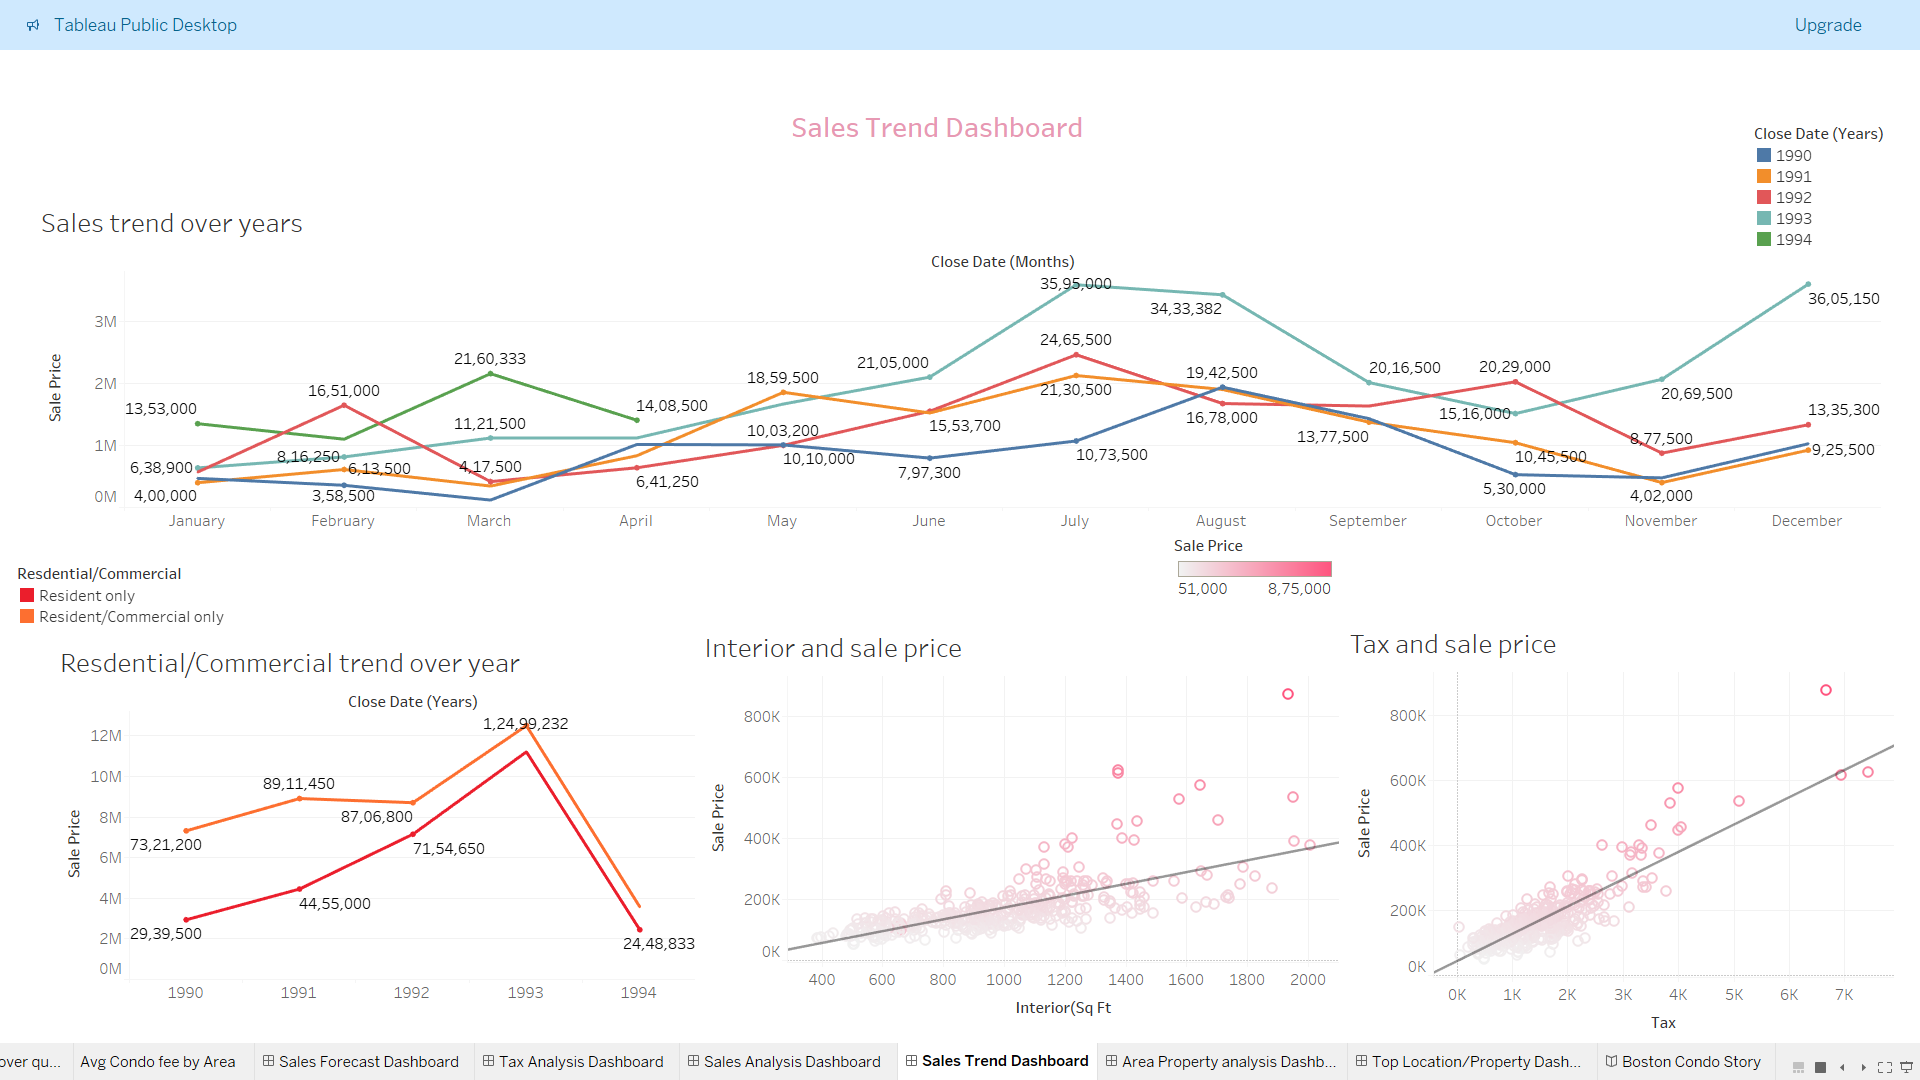 Tableau Public Desktop
Upgrade
Sales Trend Dashboard
Close Date (Years)
1990
1991
1992
1993
1994
Sales trend over years
Close Date (Months)
Sale Price
3M
2M
1M
0M
13,53,000
6,38,900
4,00,000
16,51,000
8,16,250
6,13,500
3,58,500
21,60,333
11,21,500
4,17,500
14,08,500
6,41,250
18,59,500
10,03,200
10,10,000
21,05,000
15,53,700
7,97,300
35,95,000
24,65,500
21,30,500
10,73,500
34,33,382
19,42,500
16,78,000
20,16,500
13,77,500
20,29,000
15,16,000
10,45,500
5,30,000
20,69,500
8,77,500
4,02,000
36,05,150
13,35,300
9,25,500
January February March April May June July August September October November December
Sale Price
51,000 8,75,000
Resdential/Commercial
Resident only
Resident/Commercial only
Resdential/Commercial trend over year
Close Date (Years)
Sale Price
12M
10M
8M
6M
4M
2M
0M
73,21,200
29,39,500
89,11,450
44,55,000
87,06,800
71,54,650
1,24,99,232
24,48,833
1990 1991 1992 1993 1994
Interior and sale price
Sale Price
800K
600K
400K
200K
0K
400 600 800 1000 1200 1400 1600 1800 2000
Interior(Sq Ft
Tax and sale price
Sale Price
800K
600K
400K
200K
0K
0K 1K 2K 3K 4K 5K 6K 7K
Tax
over qu... Avg Condo fee by Area Sales Forecast Dashboard Tax Analysis Dashboard Sales Analysis Dashboard Sales Trend Dashboard Area Property analysis Dashb... Top Location/Property Dash... Boston Condo Story